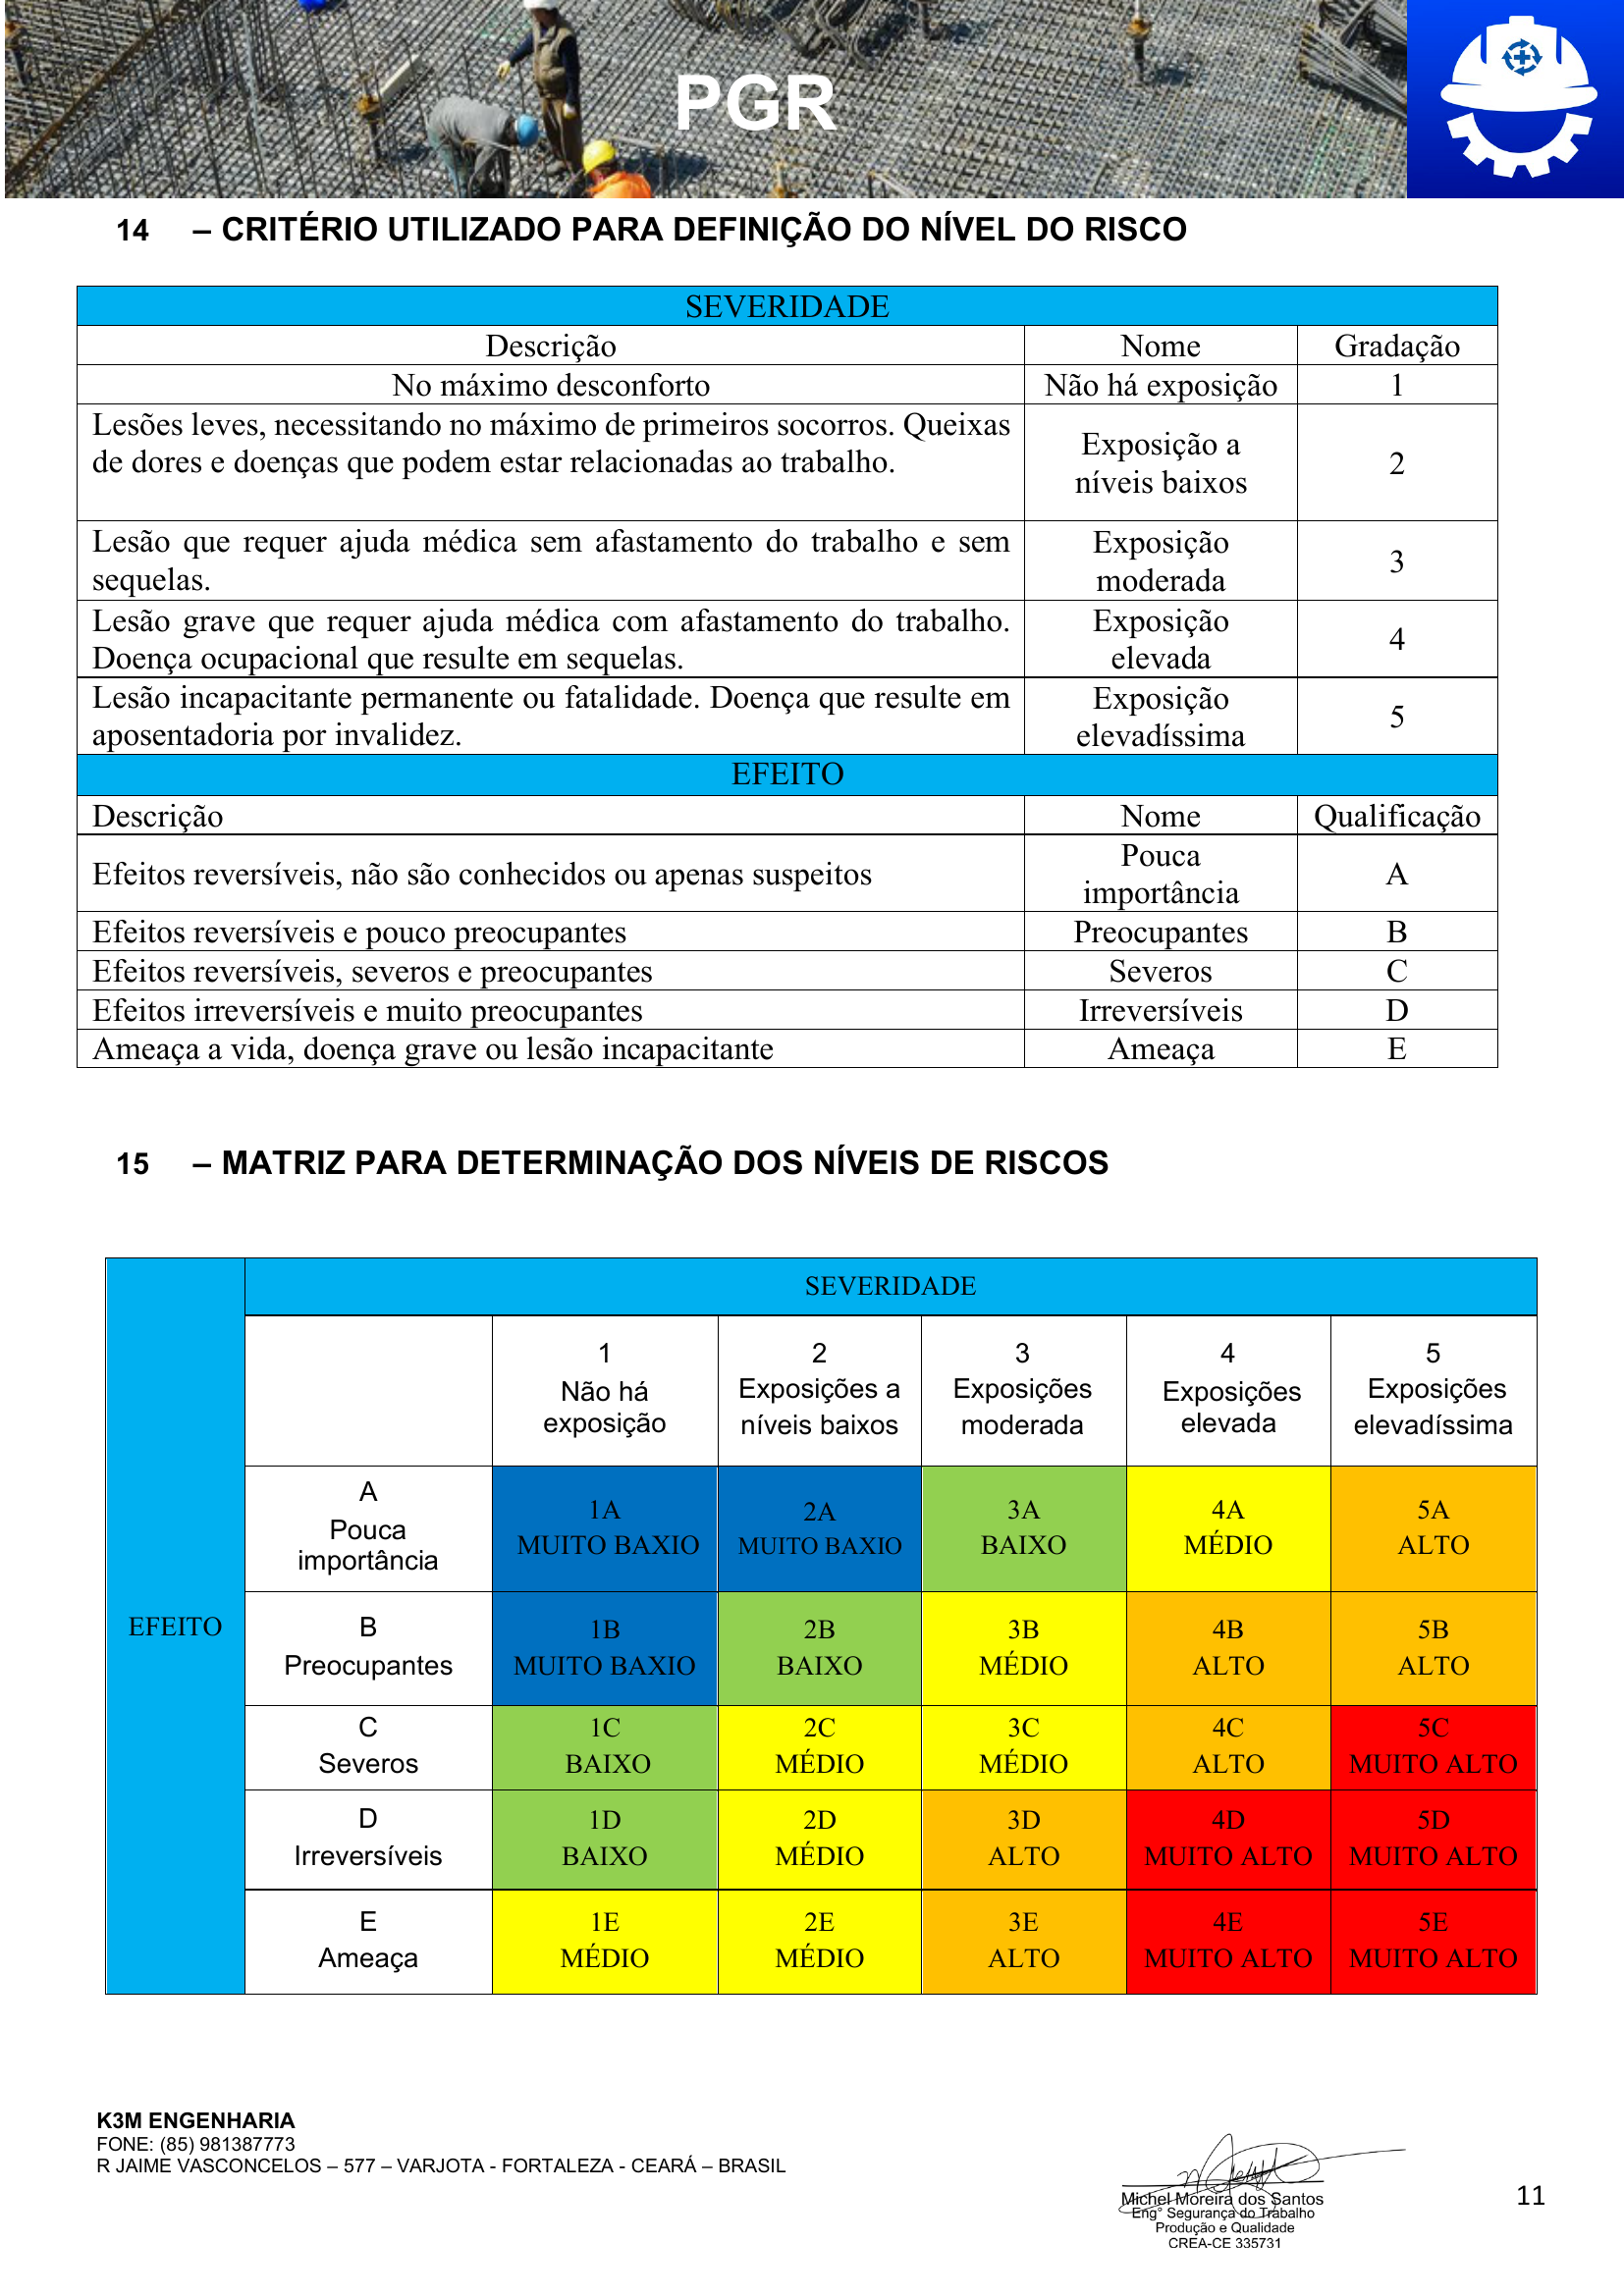 PGR
14 – CRITÉRIO UTILIZADO PARA DEFINIÇÃO DO NÍVEL DO RISCO
SEVERIDADE
Descrição Nome Gradação
No máximo desconforto Não há exposição 1
Lesões leves, necessitando no máximo de primeiros socorros. Queixas
de dores e doenças que podem estar relacionadas ao trabalho.
Exposição a
níveis baixos
2
Lesão que requer ajuda médica sem afastamento do trabalho e sem
sequelas.
Exposição
moderada
3
Lesão grave que requer ajuda médica com afastamento do trabalho.
Doença ocupacional que resulte em sequelas.
Exposição
elevada
4
Lesão incapacitante permanente ou fatalidade. Doença que resulte em
aposentadoria por invalidez.
Exposição
elevadíssima
5
EFEITO
Descrição Nome Qualificação
Efeitos reversíveis, não são conhecidos ou apenas suspeitos
Pouca
importância
A
Efeitos reversíveis e pouco preocupantes Preocupantes B
Efeitos reversíveis, severos e preocupantes Severos C
Efeitos irreversíveis e muito preocupantes Irreversíveis D
Ameaça a vida, doença grave ou lesão incapacitante Ameaça E
15 – MATRIZ PARA DETERMINAÇÃO DOS NÍVEIS DE RISCOS
EFEITO
SEVERIDADE
1
Não há
exposição
2
Exposições a
níveis baixos
3
Exposições
moderada
4
Exposições
elevada
5
Exposições
elevadíssima
A
Pouca
importância
1A
MUITO BAXIO
2A
MUITO BAXIO
3A
BAIXO
4A
MÉDIO
5A
ALTO
B
Preocupantes
1B
MUITO BAXIO
2B
BAIXO
3B
MÉDIO
4B
ALTO
5B
ALTO
C
Severos
1C
BAIXO
2C
MÉDIO
3C
MÉDIO
4C
ALTO
5C
MUITO ALTO
D
Irreversíveis
1D
BAIXO
2D
MÉDIO
3D
ALTO
4D
MUITO ALTO
5D
MUITO ALTO
E
Ameaça
1E
MÉDIO
2E
MÉDIO
3E
ALTO
4E
MUITO ALTO
5E
MUITO ALTO
K3M ENGENHARIA
FONE: (85) 981387773
R JAIME VASCONCELOS – 577 – VARJOTA - FORTALEZA - CEARÁ – BRASIL
Michel Moreira dos Santos
Eng° Segurança do Trabalho
Produção e Qualidade
CREA-CE 335731
11